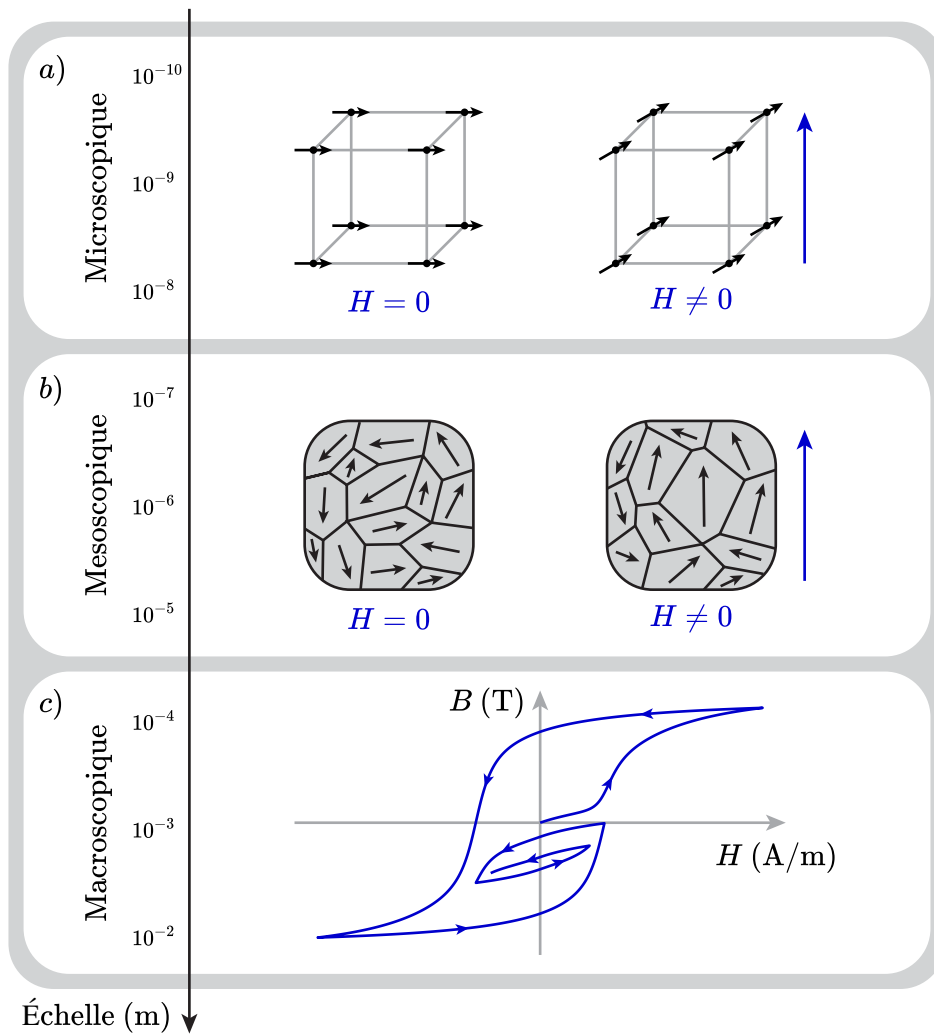 a)
Microscopique
10⁻¹⁰
10⁻⁹
10⁻⁸
H = 0
H ≠ 0
b)
Mesoscopique
10⁻⁷
10⁻⁶
10⁻⁵
H = 0
H ≠ 0
c)
Macroscopique
10⁻⁴
10⁻³
10⁻²
B (T)
H (A/m)
Échelle (m)